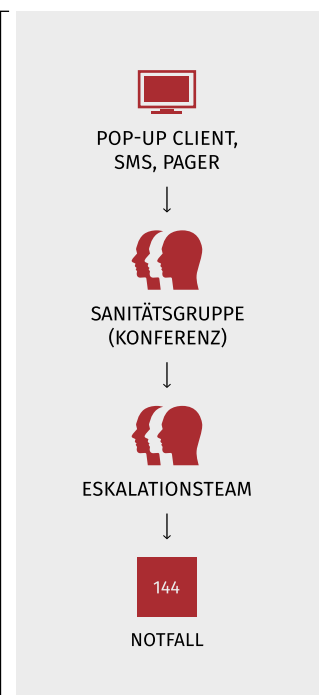 POP-UP CLIENT,
SMS, PAGER
SANITÄTSGRUPPE
(KONFERENZ)
ESKALATIONSTEAM
144
NOTFALL